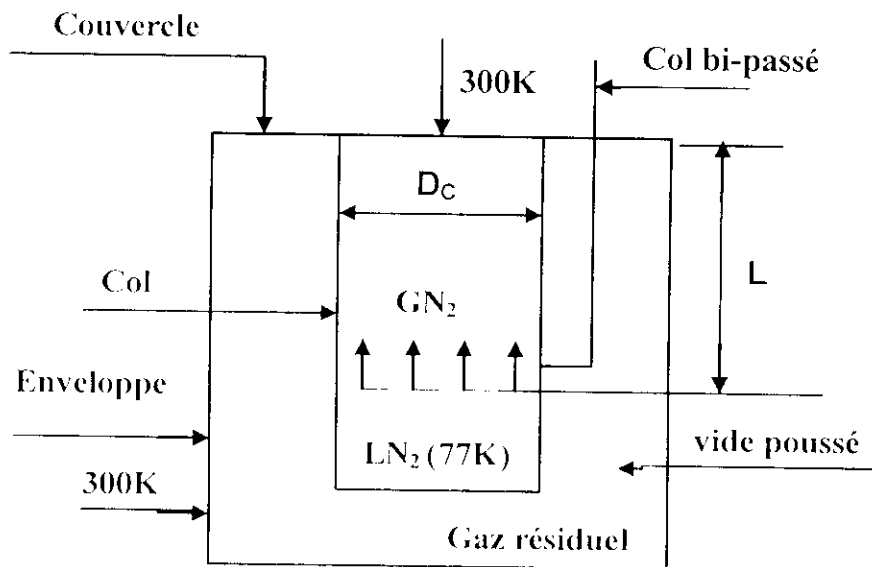 Couvercle
300K
Col bi-passé
D_C
Col
GN₂
L
Enveloppe
LN₂ (77K)
vide poussé
300K
Gaz résiduel